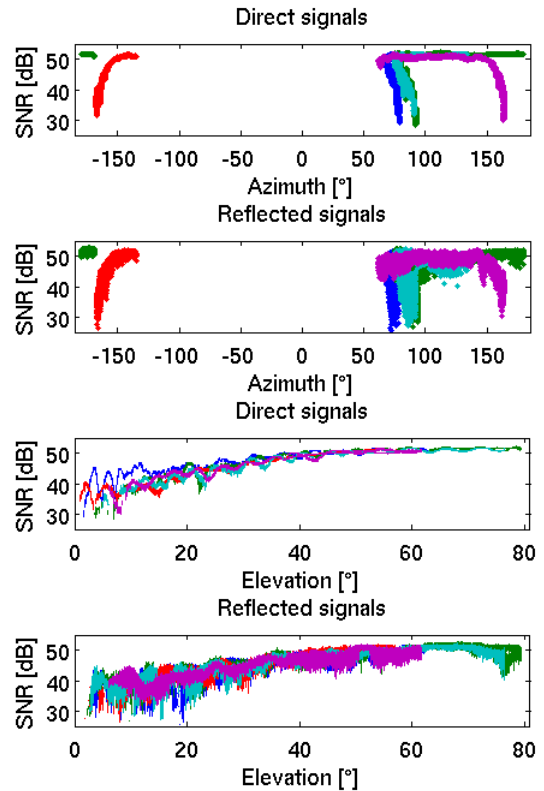 Direct signals
SNR [dB]
50
40
30
-150 -100 -50 0 50 100 150
Azimuth [°]
Reflected signals
SNR [dB]
50
40
30
-150 -100 -50 0 50 100 150
Azimuth [°]
Direct signals
SNR [dB]
50
40
30
0 20 40 60 80
Elevation [°]
Reflected signals
SNR [dB]
50
40
30
0 20 40 60 80
Elevation [°]